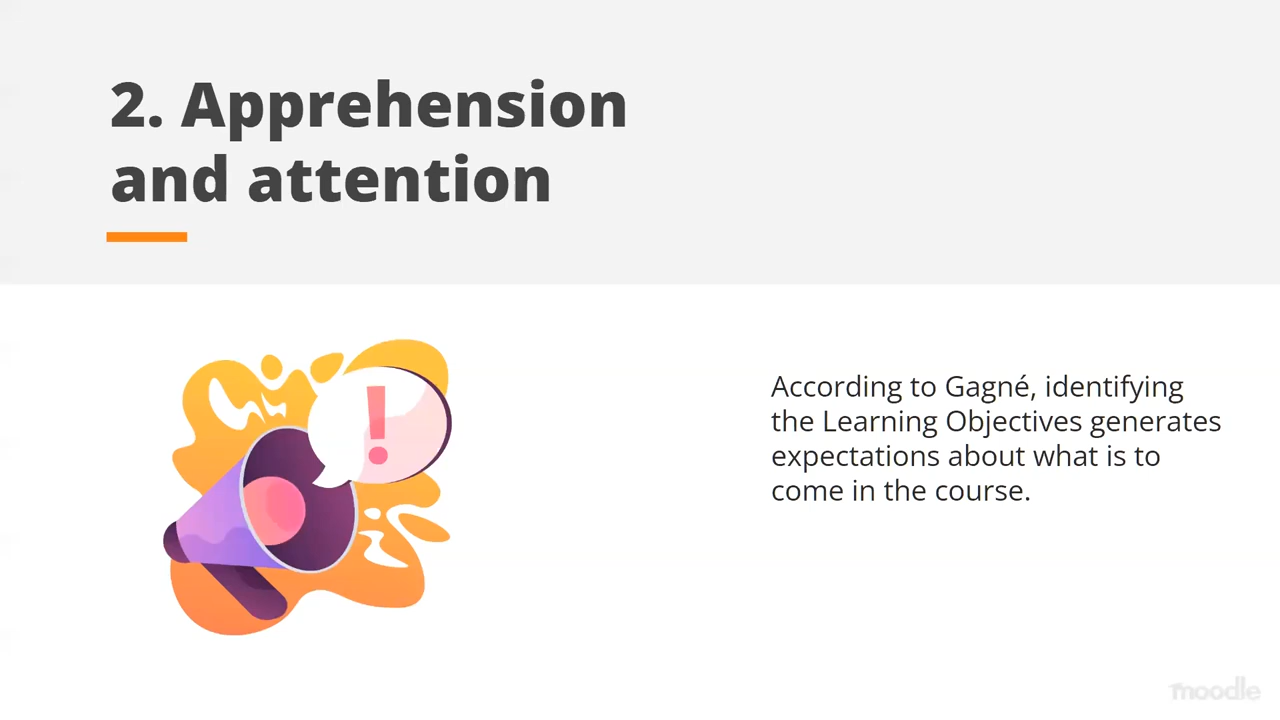 2. Apprehension
and attention
!
According to Gagné, identifying
the Learning Objectives generates
expectations about what is to
come in the course.
moodle